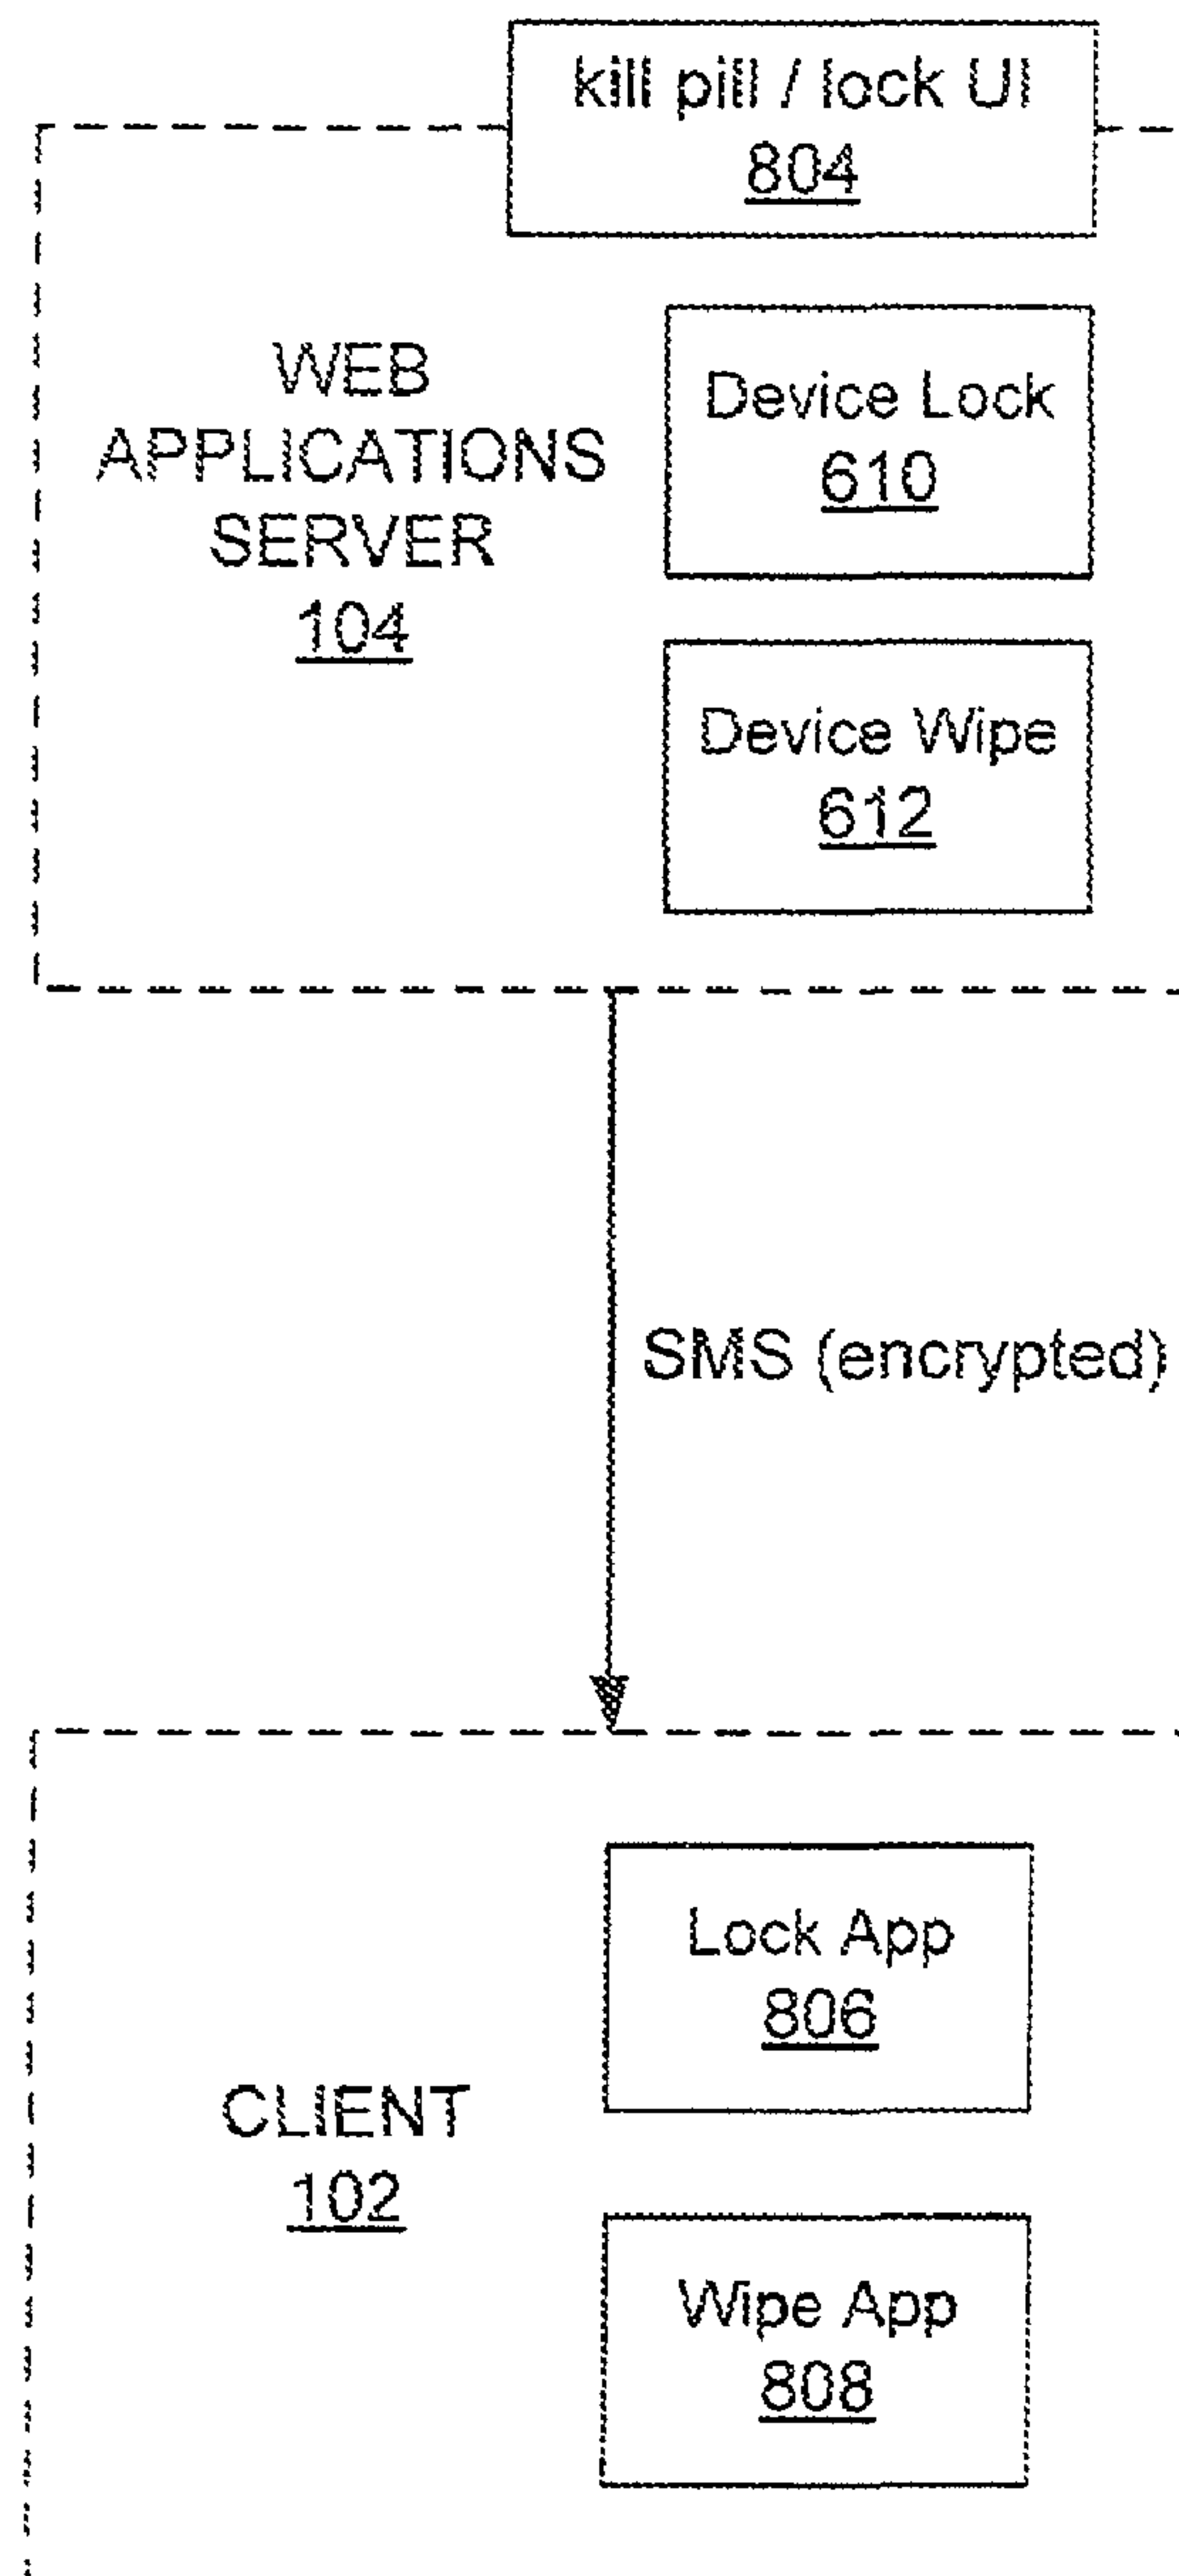 kill pill / lock UI
804
WEB
APPLICATIONS
SERVER
104
Device Lock
610
Device Wipe
612
SMS (encrypted)
CLIENT
102
Lock App
806
Wipe App
808